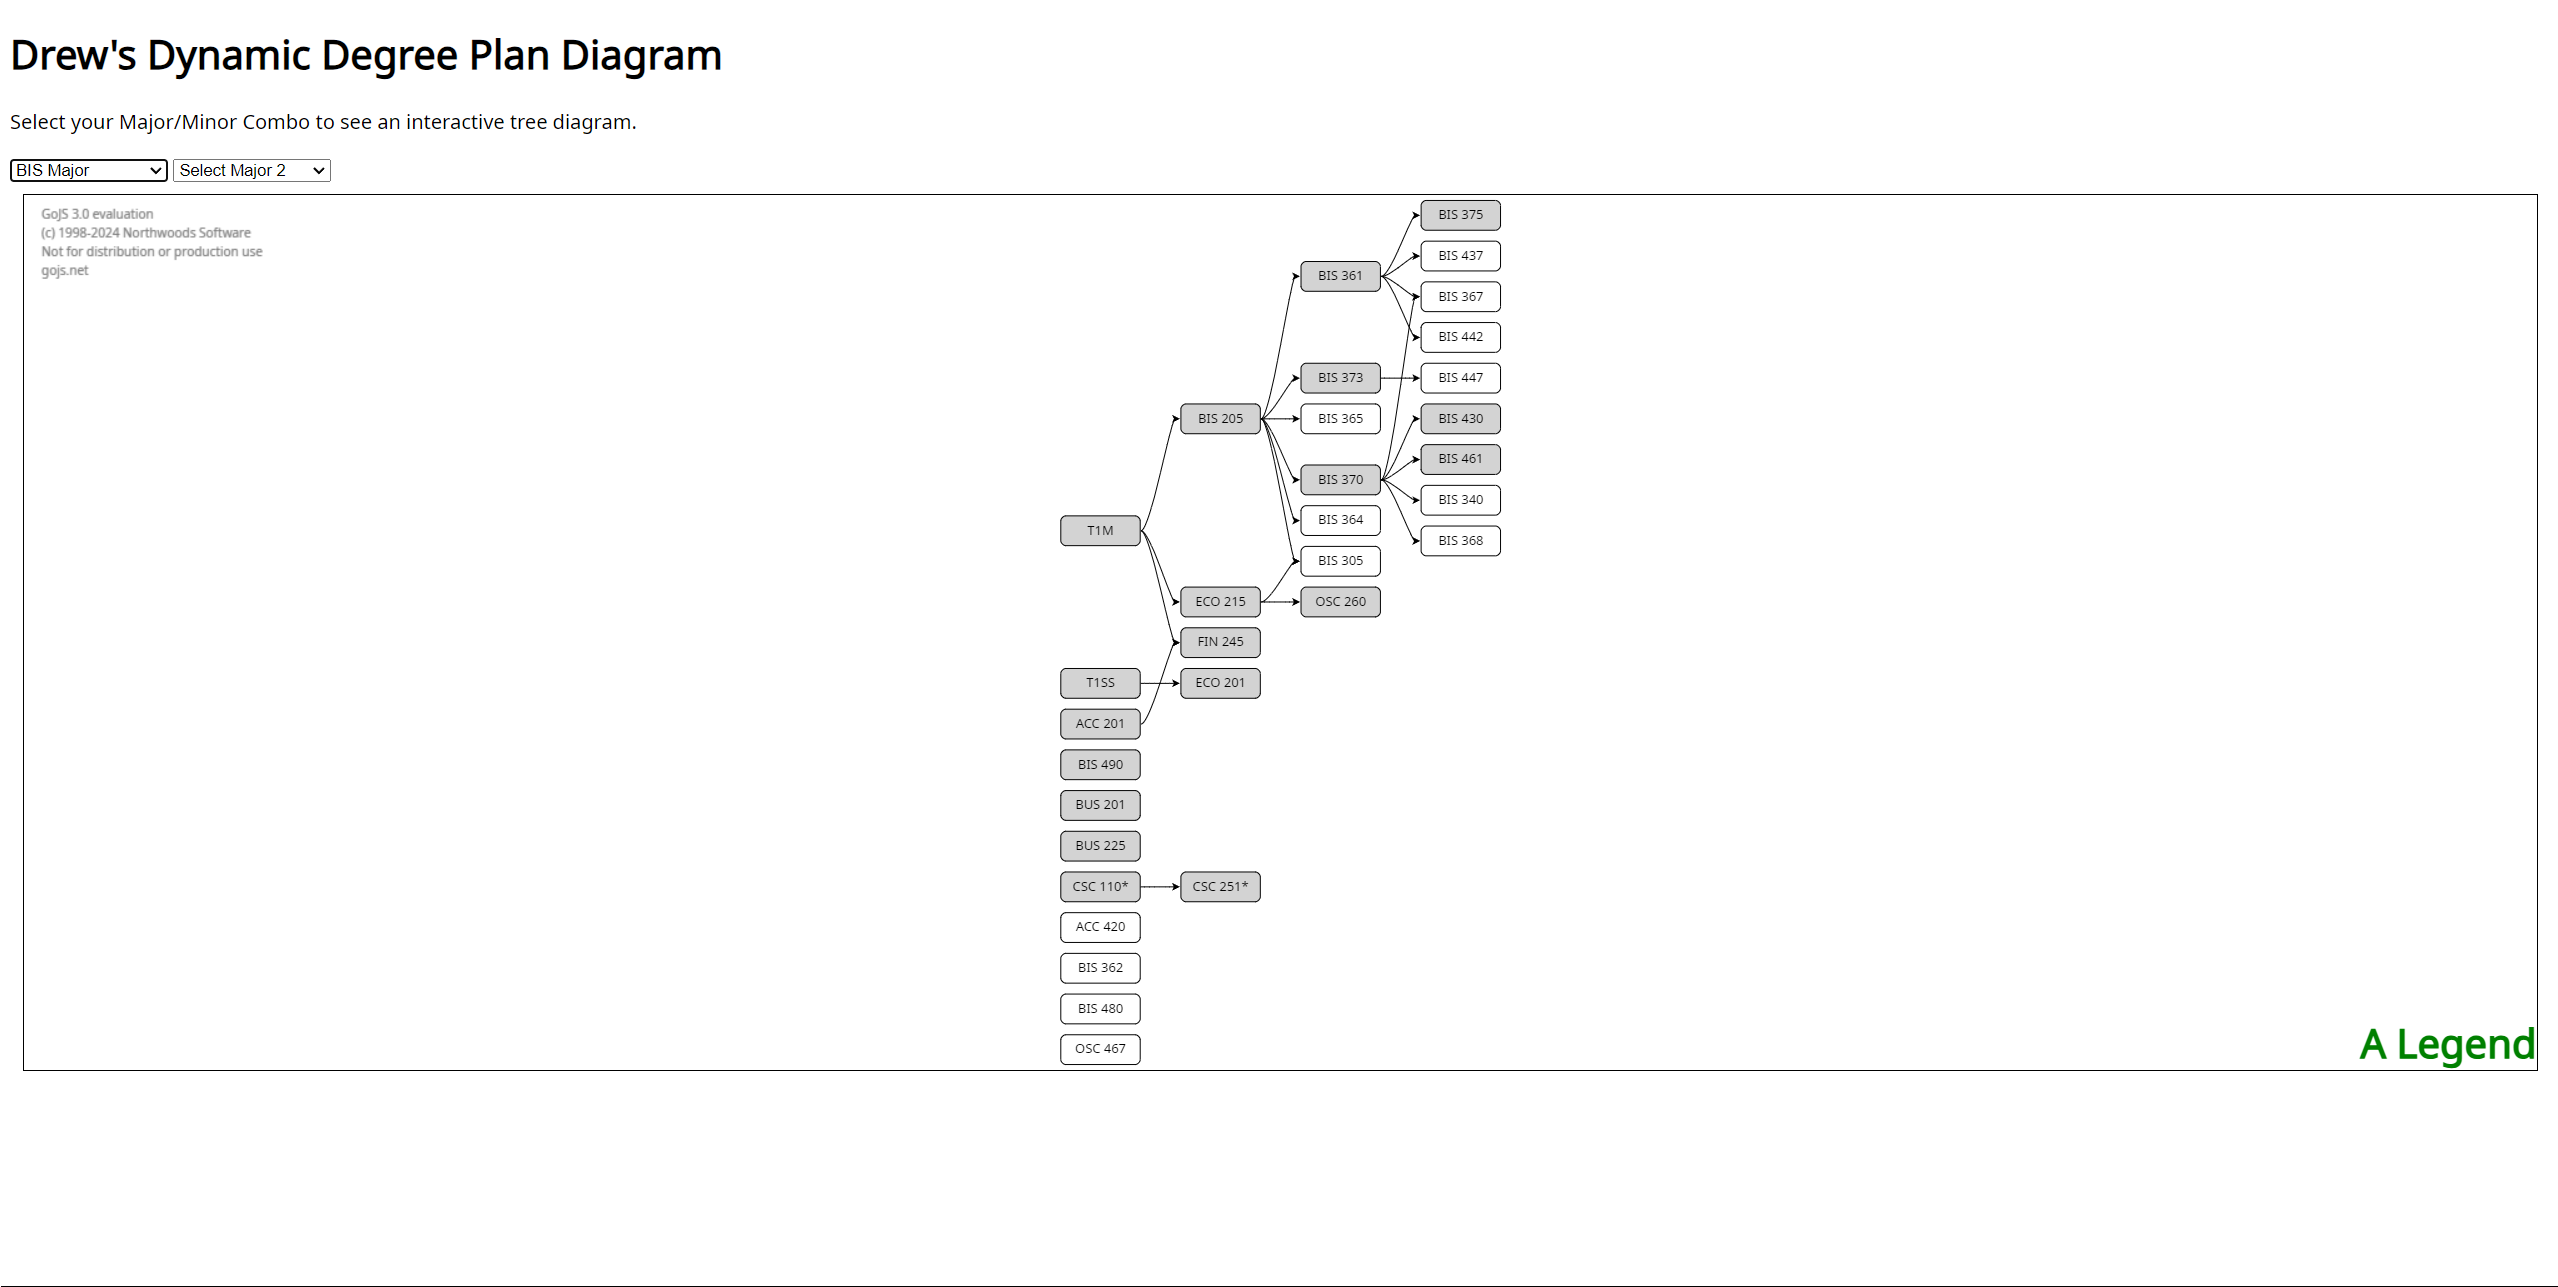 Drew's Dynamic Degree Plan Diagram
Select your Major/Minor Combo to see an interactive tree diagram.
BIS Major
Select Major 2
GoJS 3.0 evaluation
(c) 1998-2024 Northwoods Software
Not for distribution or production use
gojs.net
T1M
T1SS
ACC 201
BIS 490
BUS 201
BUS 225
CSC 110*
ACC 420
BIS 362
BIS 480
OSC 467
BIS 205
ECO 215
FIN 245
ECO 201
CSC 251*
BIS 361
BIS 373
BIS 365
BIS 370
BIS 364
BIS 305
OSC 260
BIS 375
BIS 437
BIS 367
BIS 442
BIS 447
BIS 430
BIS 461
BIS 340
BIS 368
A Legend